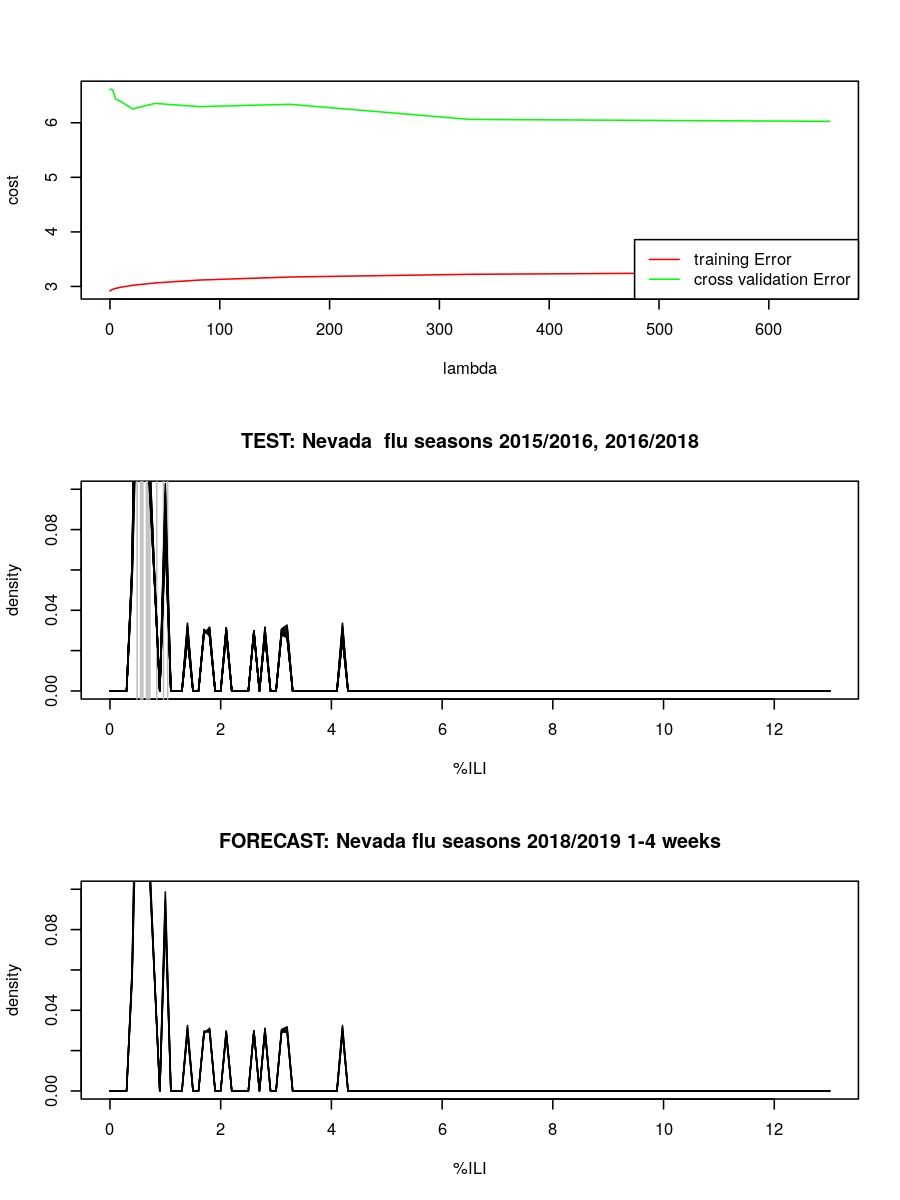 6
5
4
3
cost
training Error
cross validation Error
0 100 200 300 400 500 600
lambda
TEST: Nevada  flu seasons 2015/2016, 2016/2018
0.08
0.04
0.00
density
0 2 4 6 8 10 12
%ILI
FORECAST: Nevada flu seasons 2018/2019 1-4 weeks
0.08
0.04
0.00
density
0 2 4 6 8 10 12
%ILI